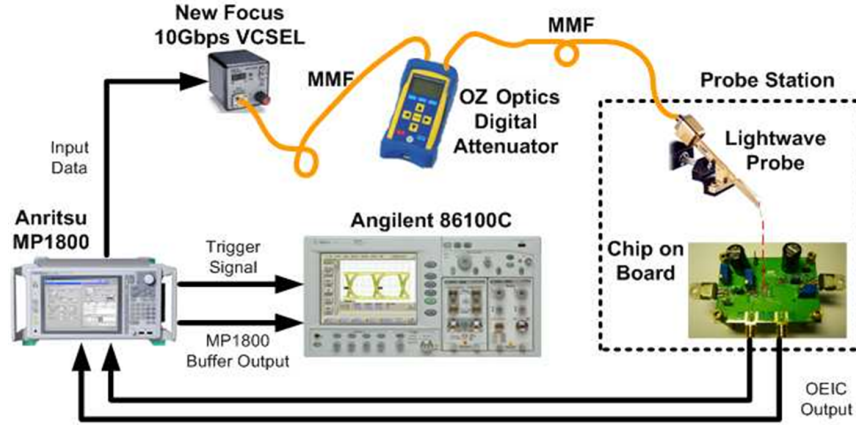 New Focus
10Gbps VCSEL
MMF
MMF
OZ Optics
Digital
Attenuator
Probe Station
Lightwave
Probe
Input
Data
Anritsu
MP1800
Trigger
Signal
Angilent 86100C
MP1800
Buffer Output
Chip on
Board
OEIC
Output